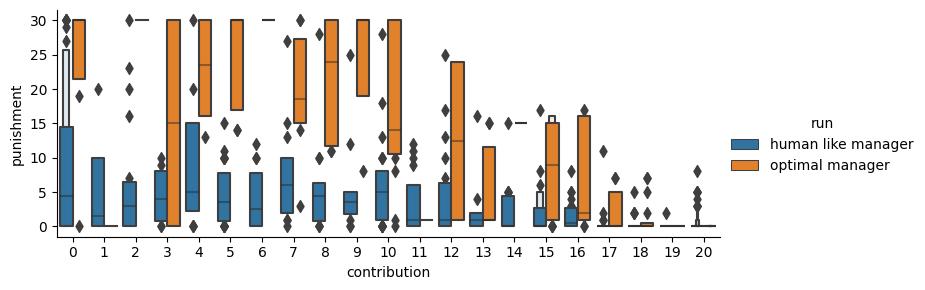 30
25
20
15
10
5
0
punishment
0 1 2 3 4 5 6 7 8 9 10 11 12 13 14 15 16 17 18 19 20
contribution
run
human like manager
optimal manager